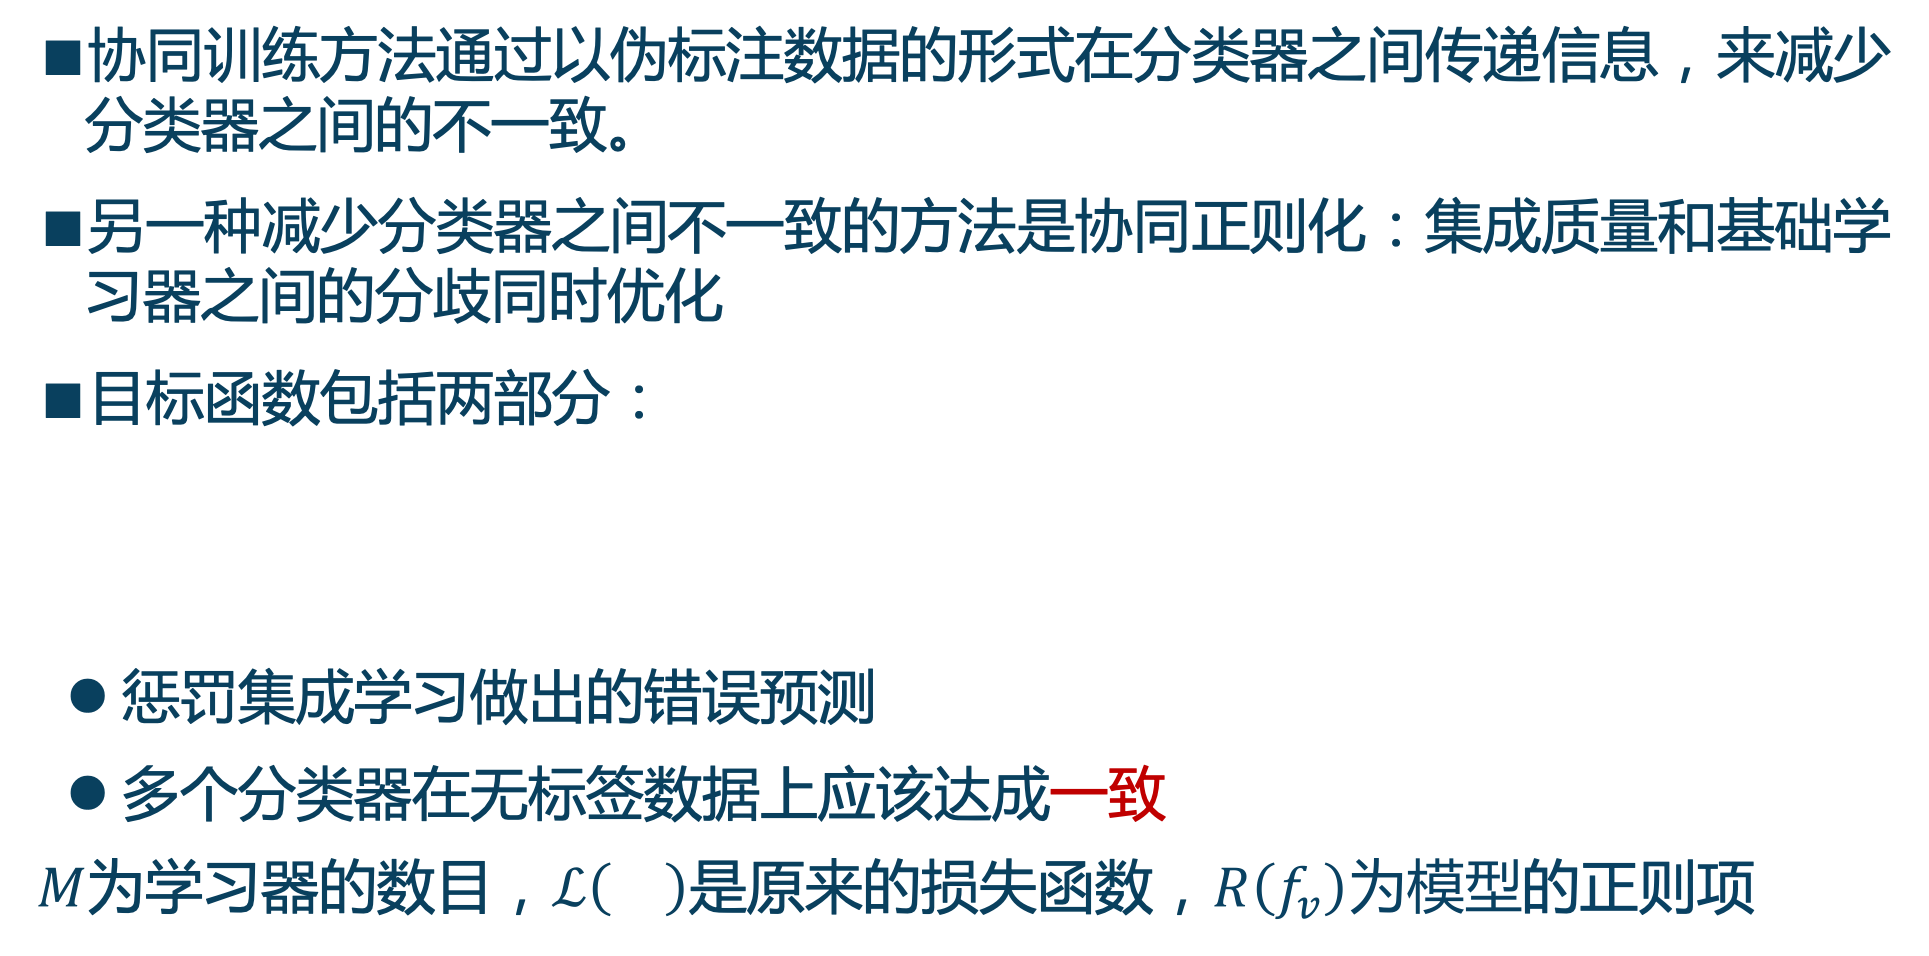 ■协同训练方法通过以伪标注数据的形式在分类器之间传递信息，来减少
分类器之间的不一致。
■另一种减少分类器之间不一致的方法是协同正则化：集成质量和基础学
习器之间的分歧同时优化
■目标函数包括两部分：
● 惩罚集成学习做出的错误预测
● 多个分类器在无标签数据上应该达成一致
M为学习器的数目，ℒ( )是原来的损失函数，R(f_v)为模型的正则项